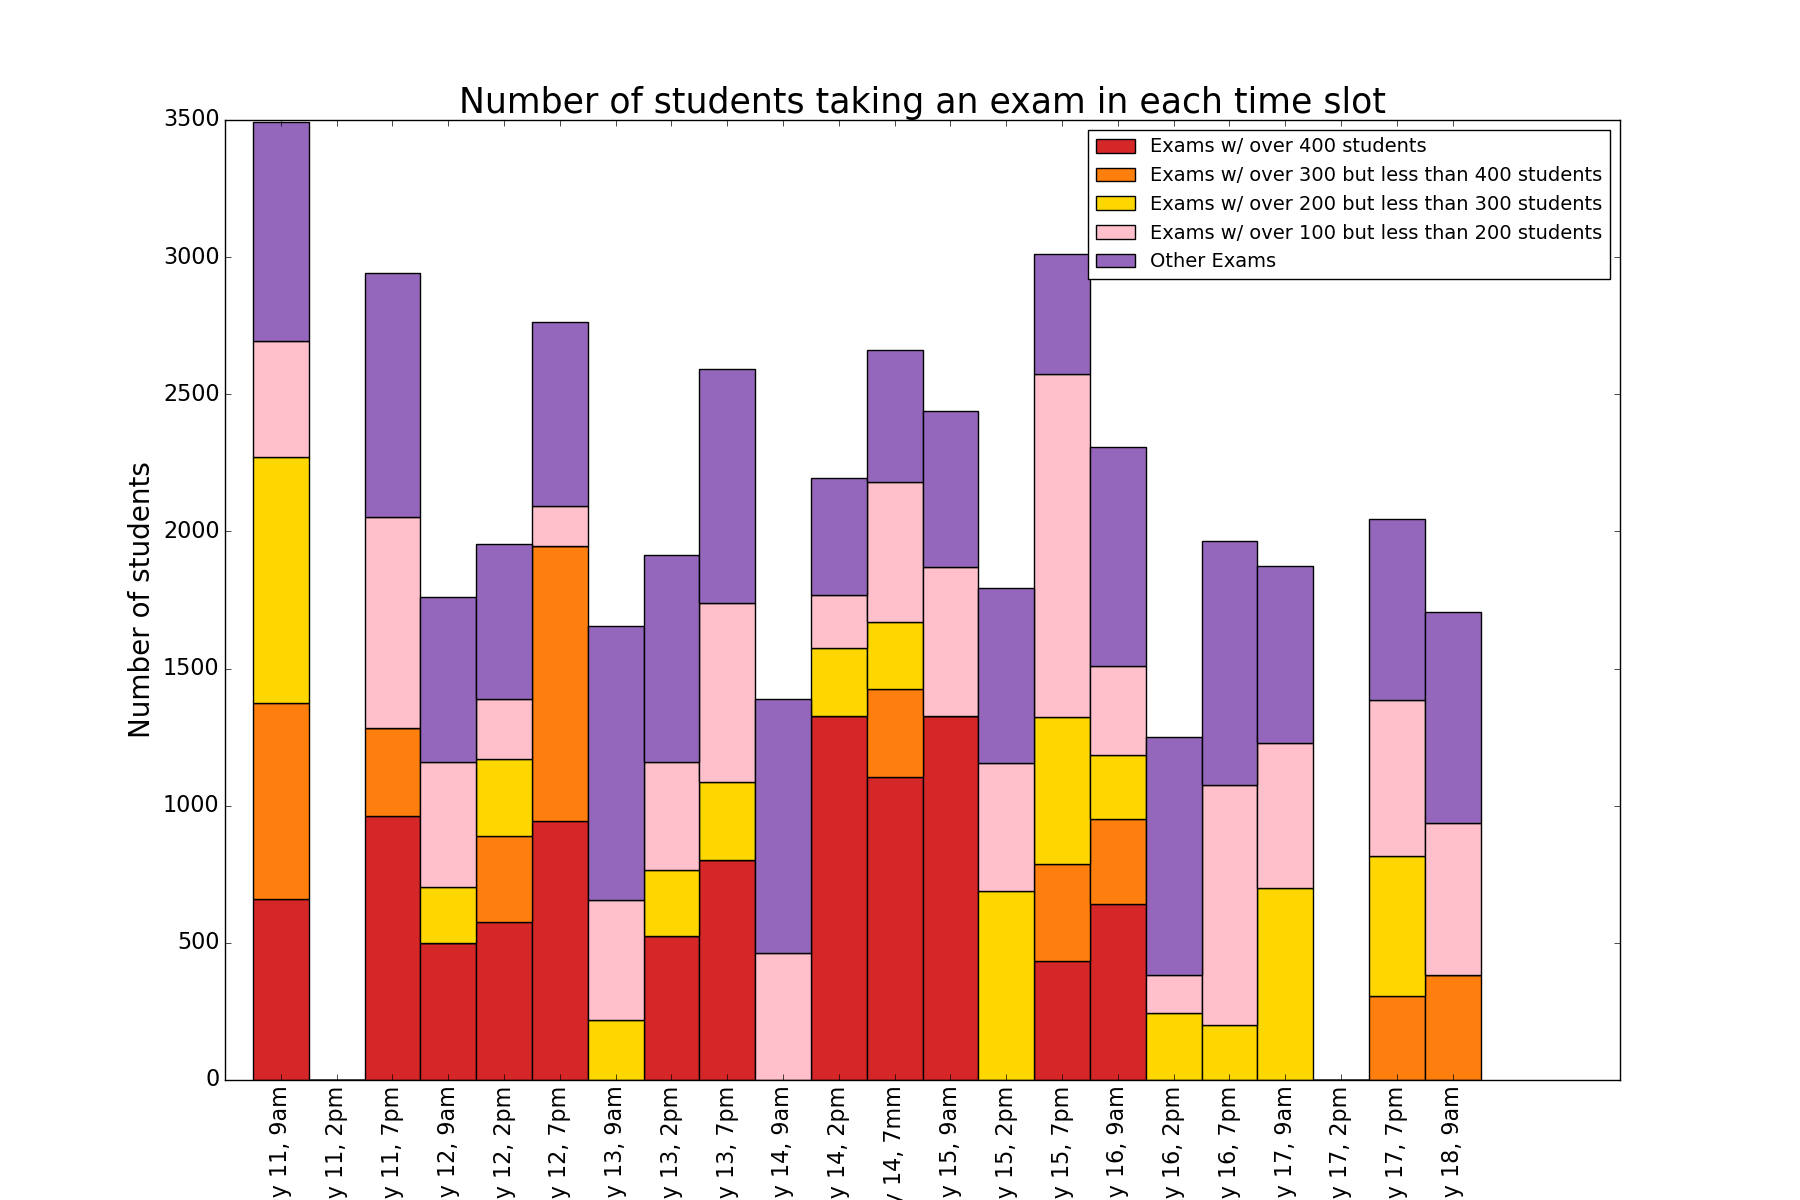 Number of students taking an exam in each time slot
Exams w/ over 400 students
Exams w/ over 300 but less than 400 students
Exams w/ over 200 but less than 300 students
Exams w/ over 100 but less than 200 students
Other Exams
Number of students
3500
3000
2500
2000
1500
1000
500
0
y 11, 9am
y 11, 2pm
y 11, 7pm
y 12, 9am
y 12, 2pm
y 12, 7pm
y 13, 9am
y 13, 2pm
y 13, 7pm
y 14, 9am
y 14, 2pm
y 14, 7mm
y 15, 9am
y 15, 2pm
y 15, 7pm
y 16, 9am
y 16, 2pm
y 16, 7pm
y 17, 9am
y 17, 2pm
y 17, 7pm
y 18, 9am